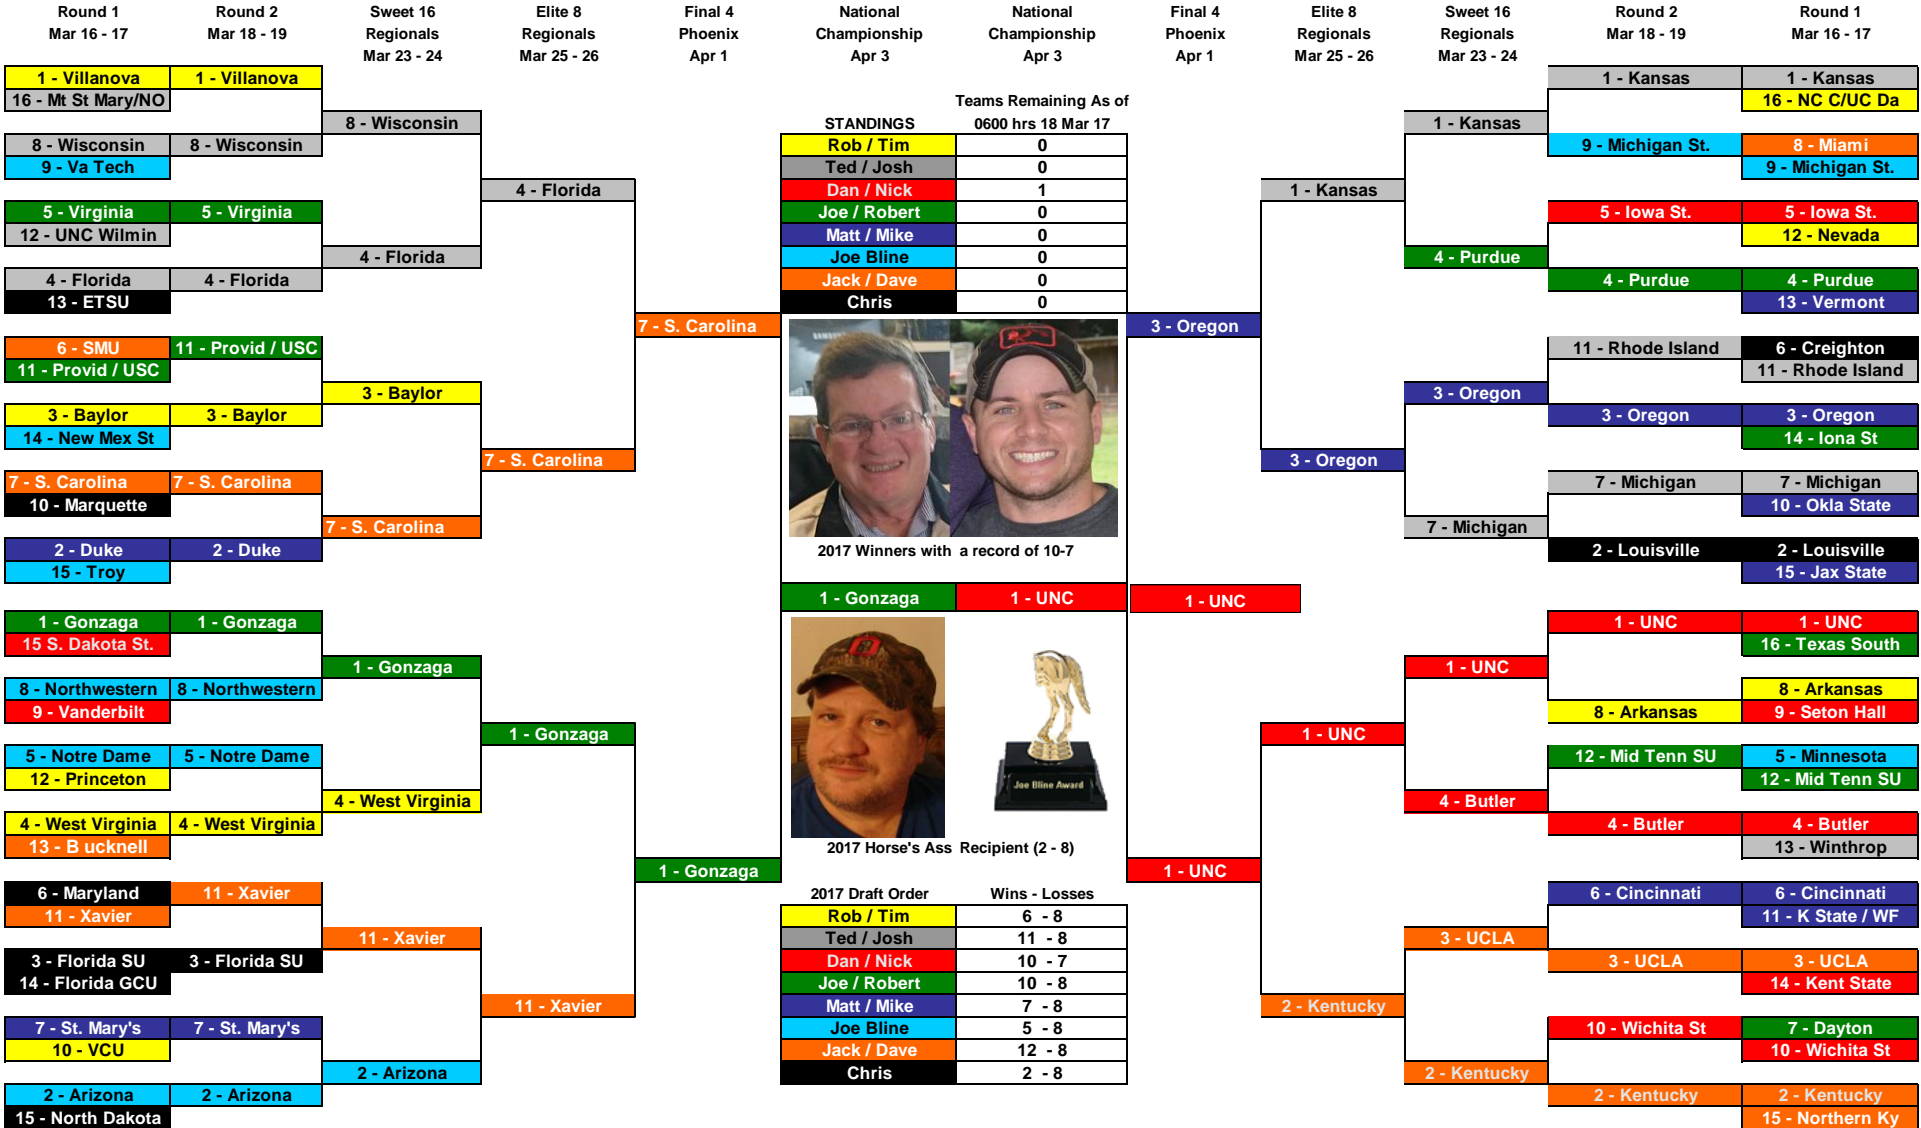 Round 1 Round 2 Sweet 16 Elite 8 Final 4 National National Final 4 Elite 8 Sweet 16 Round 2 Round 1
Mar 16 - 17 Mar 18 - 19 Regionals Regionals Phoenix Championship Championship Phoenix Regionals Regionals Mar 18 - 19 Mar 16 - 17
Mar 23 - 24 Mar 25 - 26 Apr 1 Apr 3 Apr 3 Apr 1 Mar 25 - 26 Mar 23 - 24
1 - Villanova 1 - Villanova 1 - Kansas 1 - Kansas
16 - Mt St Mary/NO Teams Remaining As of 16 - NC C/UC Da
8 - Wisconsin STANDINGS 0600 hrs 18 Mar 17 1 - Kansas
8 - Wisconsin 8 - Wisconsin Rob / Tim 0 9 - Michigan St. 8 - Miami
9 - Va Tech Ted / Josh 0 9 - Michigan St.
4 - Florida Dan / Nick 1 1 - Kansas
5 - Virginia 5 - Virginia Joe / Robert 0 5 - Iowa St. 5 - Iowa St.
12 - UNC Wilmin Matt / Mike 0 12 - Nevada
4 - Florida Joe Bline 0 4 - Purdue
4 - Florida 4 - Florida Jack / Dave 0 4 - Purdue 4 - Purdue
13 - ETSU Chris 0 13 - Vermont
7 - S. Carolina 3 - Oregon
6 - SMU 11 - Provid / USC 11 - Rhode Island 6 - Creighton
11 - Provid / USC 11 - Rhode Island
3 - Baylor 3 - Oregon
3 - Baylor 3 - Baylor 3 - Oregon 3 - Oregon
14 - New Mex St 14 - Iona St
7 - S. Carolina 3 - Oregon
7 - S. Carolina 7 - S. Carolina 7 - Michigan 7 - Michigan
10 - Marquette 10 - Okla State
7 - S. Carolina 7 - Michigan
2 - Duke 2 - Duke 2017 Winners with a record of 10-7 2 - Louisville 2 - Louisville
15 - Troy 15 - Jax State
1 - Gonzaga 1 - UNC 1 - UNC
1 - Gonzaga 1 - Gonzaga 1 - UNC 1 - UNC
15 S. Dakota St. 16 - Texas South
1 - Gonzaga 1 - UNC
8 - Northwestern 8 - Northwestern 8 - Arkansas
9 - Vanderbilt 8 - Arkansas 9 - Seton Hall
1 - Gonzaga 1 - UNC
5 - Notre Dame 5 - Notre Dame 12 - Mid Tenn SU 5 - Minnesota
12 - Princeton Joe Bline Award 12 - Mid Tenn SU
4 - West Virginia 4 - Butler
4 - West Virginia 4 - West Virginia 4 - Butler 4 - Butler
13 - B ucknell 2017 Horse's Ass Recipient (2 - 8) 13 - Winthrop
1 - Gonzaga 1 - UNC
6 - Maryland 11 - Xavier 2017 Draft Order Wins - Losses 6 - Cincinnati 6 - Cincinnati
11 - Xavier Rob / Tim 6 - 8 11 - K State / WF
11 - Xavier Ted / Josh 11 - 8 3 - UCLA
3 - Florida SU 3 - Florida SU Dan / Nick 10 - 7 3 - UCLA 3 - UCLA
14 - Florida GCU Joe / Robert 10 - 8 14 - Kent State
11 - Xavier Matt / Mike 7 - 8 2 - Kentucky
7 - St. Mary's 7 - St. Mary's Joe Bline 5 - 8 10 - Wichita St 7 - Dayton
10 - VCU Jack / Dave 12 - 8 10 - Wichita St
2 - Arizona Chris 2 - 8 2 - Kentucky
2 - Arizona 2 - Arizona 2 - Kentucky 2 - Kentucky
15 - North Dakota 15 - Northern Ky